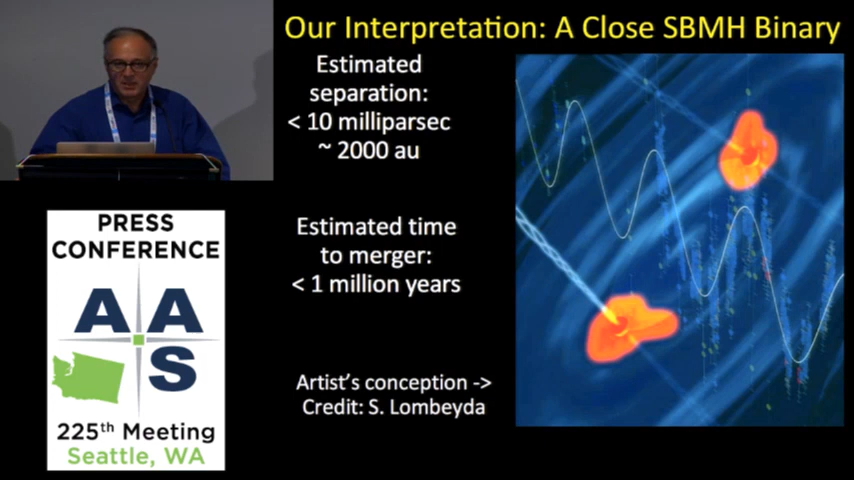 Our Interpretation: A Close SBMH Binary
Estimated
separation:
< 10 milliparsec
~ 2000 au
Estimated time
to merger:
< 1 million years
Artist's conception ->
Credit: S. Lombeyda
PRESS
CONFERENCE
AAS
225th Meeting
Seattle, WA